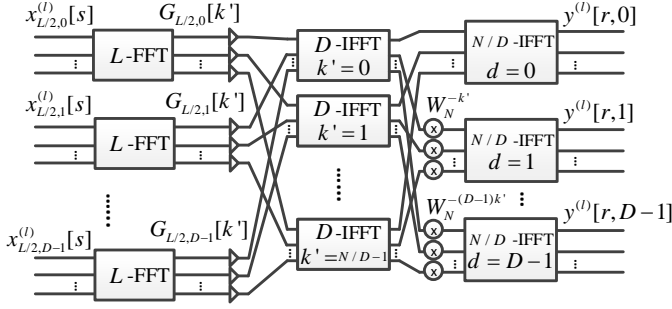 x^{(l)}_{L/2,0}[s]
L-FFT
G_{L/2,0}[k']
D-IFFT
k'=0
N/D-IFFT
d=0
y^{(l)}[r,0]
x^{(l)}_{L/2,1}[s]
L-FFT
G_{L/2,1}[k']
D-IFFT
k'=1
W_N^{-k'}
x
x
x
N/D-IFFT
d=1
y^{(l)}[r,1]
x^{(l)}_{L/2,D-1}[s]
L-FFT
G_{L/2,D-1}[k']
D-IFFT
k'=N/D-1
W_N^{-(D-1)k'}
x
x
x
N/D-IFFT
d=D-1
y^{(l)}[r,D-1]